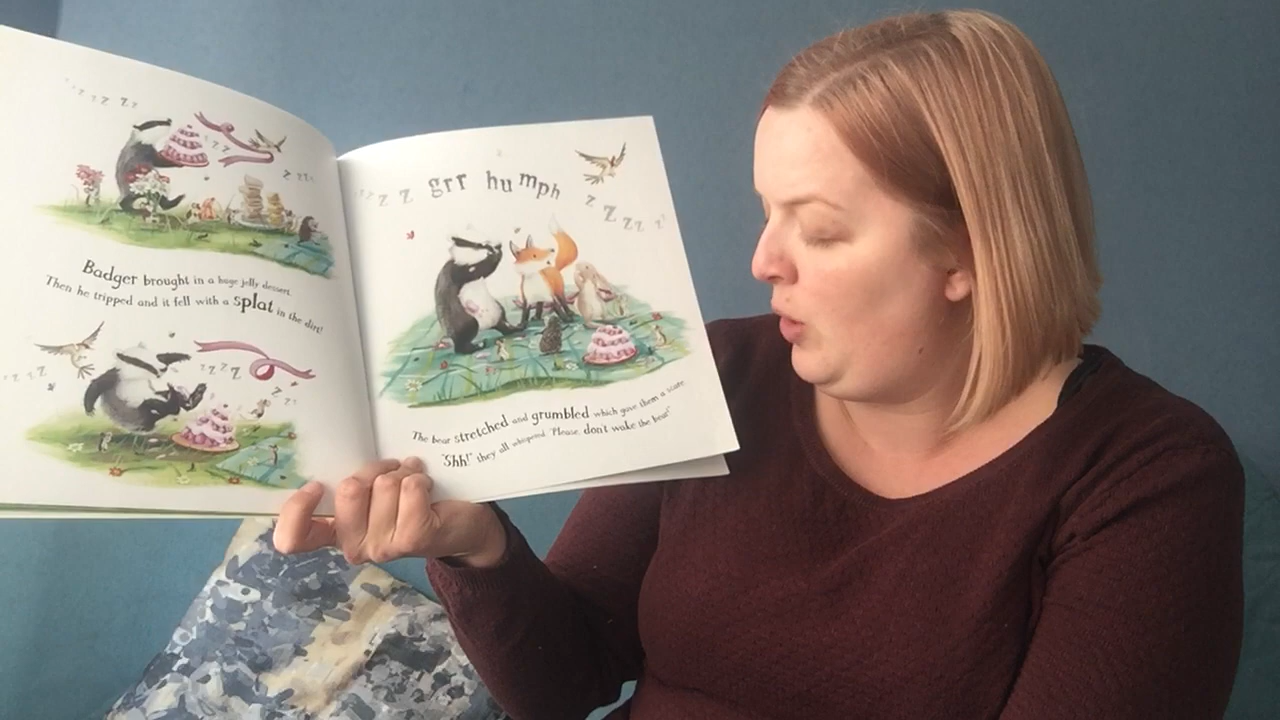 z z z z z z
z z z
z z z
Badger brought in a huge jelly dessert.
Then he tripped and it fell with a splat in the dirt!
z z z
z z z z
z z
z z z z grr humph
z z z z z
The bear stretched and grumbled which gave them a scare
"Shh!" they all whispered. "Please, don't wake the bear!"